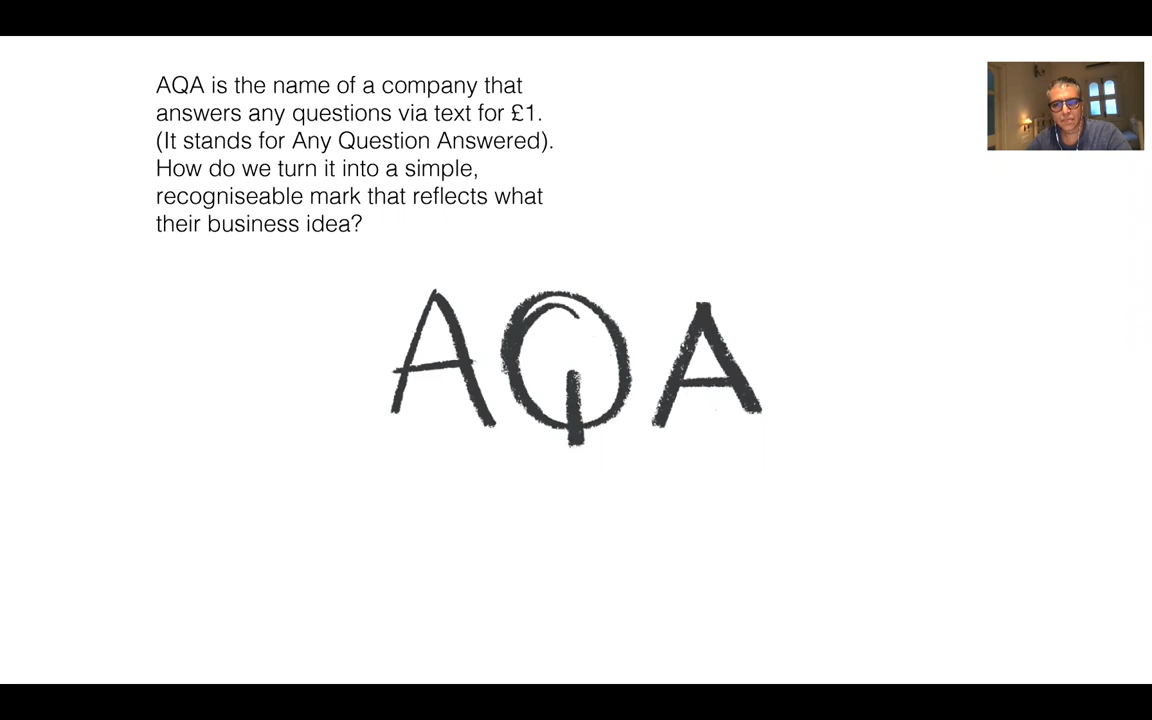 AQA is the name of a company that
answers any questions via text for £1.
(It stands for Any Question Answered).
How do we turn it into a simple,
recogniseable mark that reflects what
their business idea?
AQA